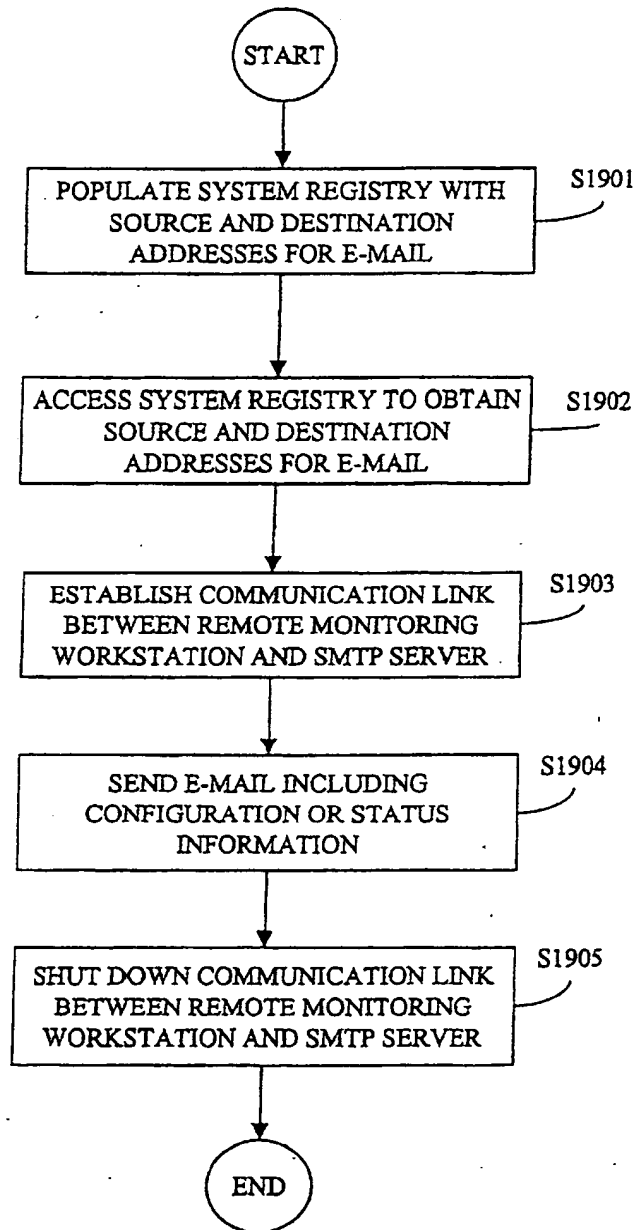 START
POPULATE SYSTEM REGISTRY WITH
SOURCE AND DESTINATION
ADDRESSES FOR E-MAIL
S1901
ACCESS SYSTEM REGISTRY TO OBTAIN
SOURCE AND DESTINATION
ADDRESSES FOR E-MAIL
S1902
ESTABLISH COMMUNICATION LINK
BETWEEN REMOTE MONITORING
WORKSTATION AND SMTP SERVER
S1903
SEND E-MAIL INCLUDING
CONFIGURATION OR STATUS
INFORMATION
S1904
SHUT DOWN COMMUNICATION LINK
BETWEEN REMOTE MONITORING
WORKSTATION AND SMTP SERVER
S1905
END